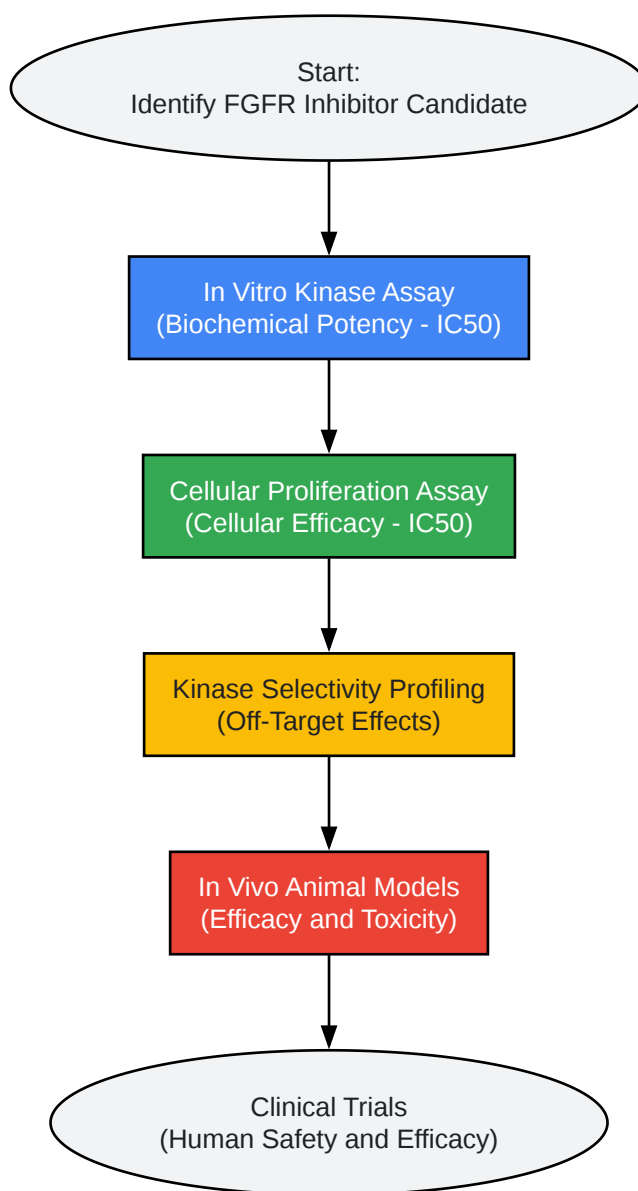 Start:
Identify FGFR Inhibitor Candidate
In Vitro Kinase Assay
(Biochemical Potency - IC50)
Cellular Proliferation Assay
(Cellular Efficacy - IC50)
Kinase Selectivity Profiling
(Off-Target Effects)
In Vivo Animal Models
(Efficacy and Toxicity)
Clinical Trials
(Human Safety and Efficacy)